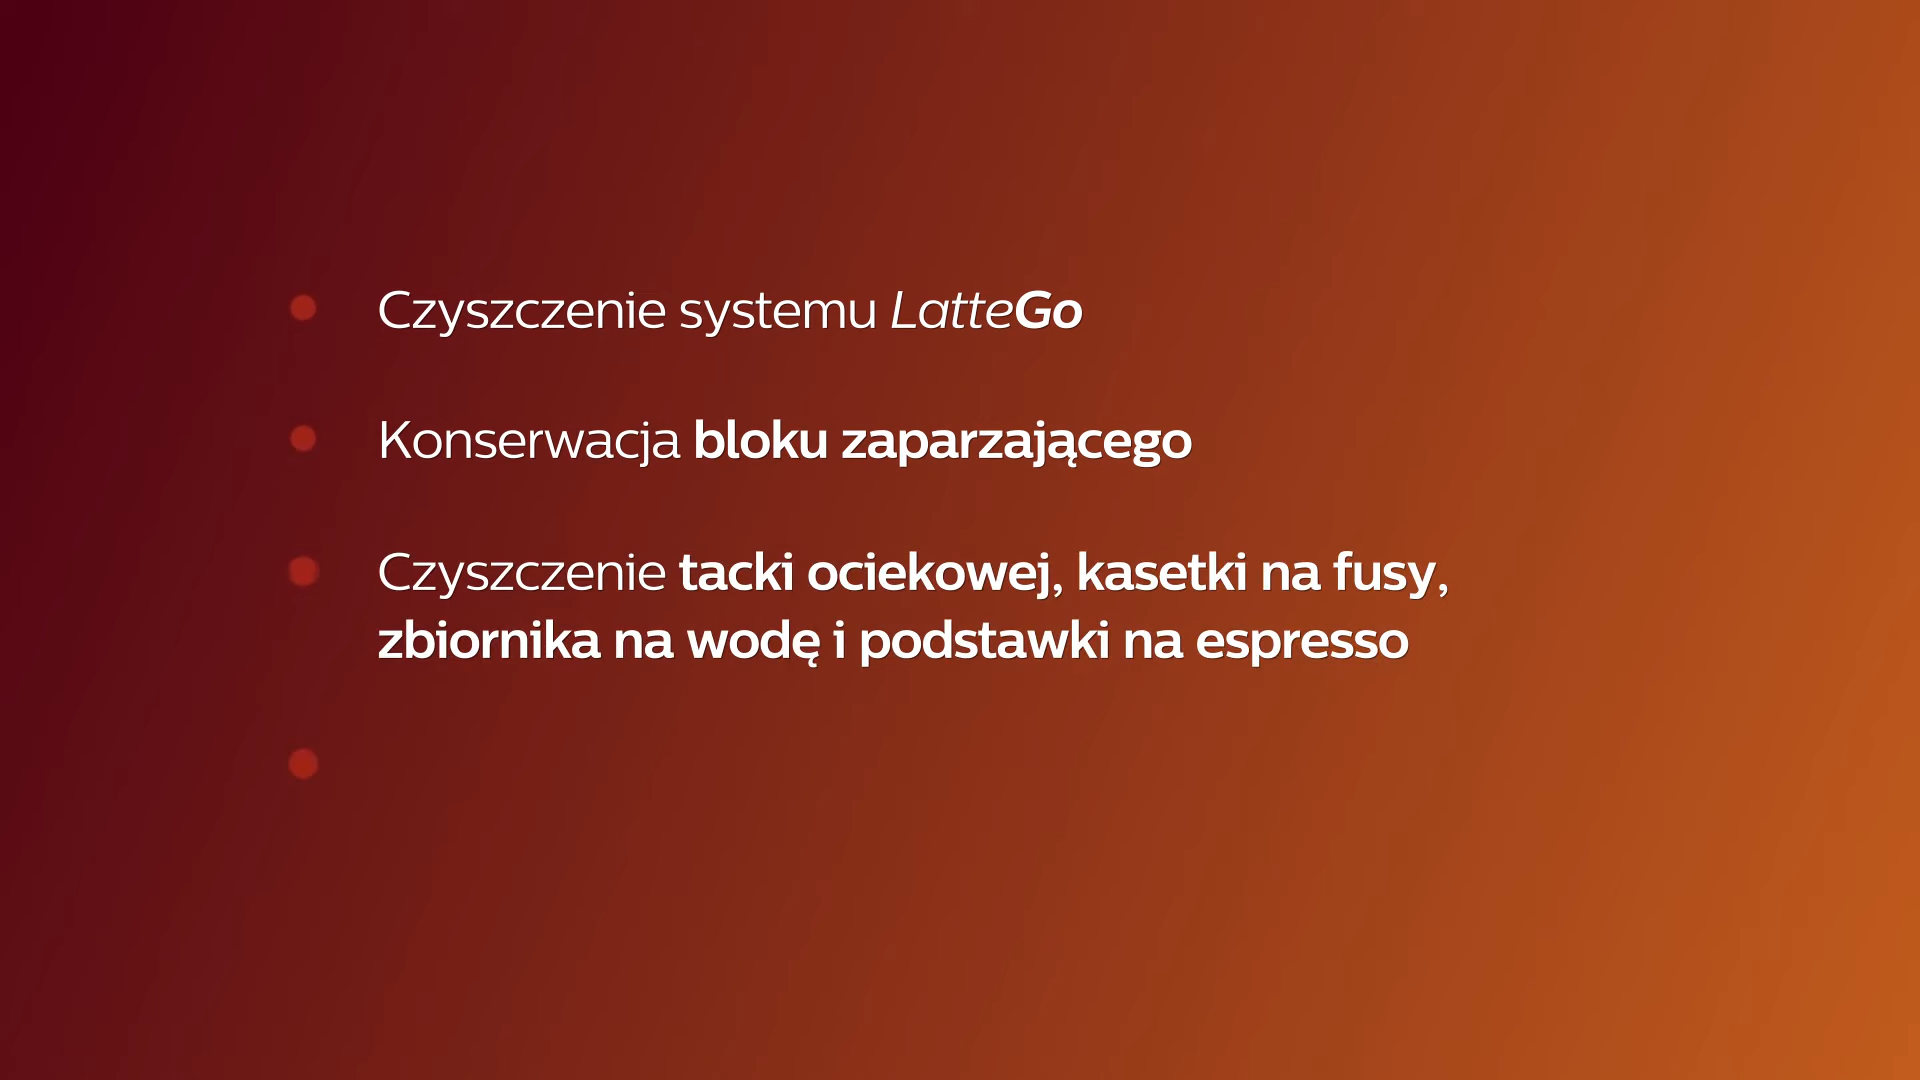 Czyszczenie systemu LatteGo
Konserwacja bloku zaparzającego
Czyszczenie tacki ociekowej, kasetki na fusy,
zbiornika na wodę i podstawki na espresso